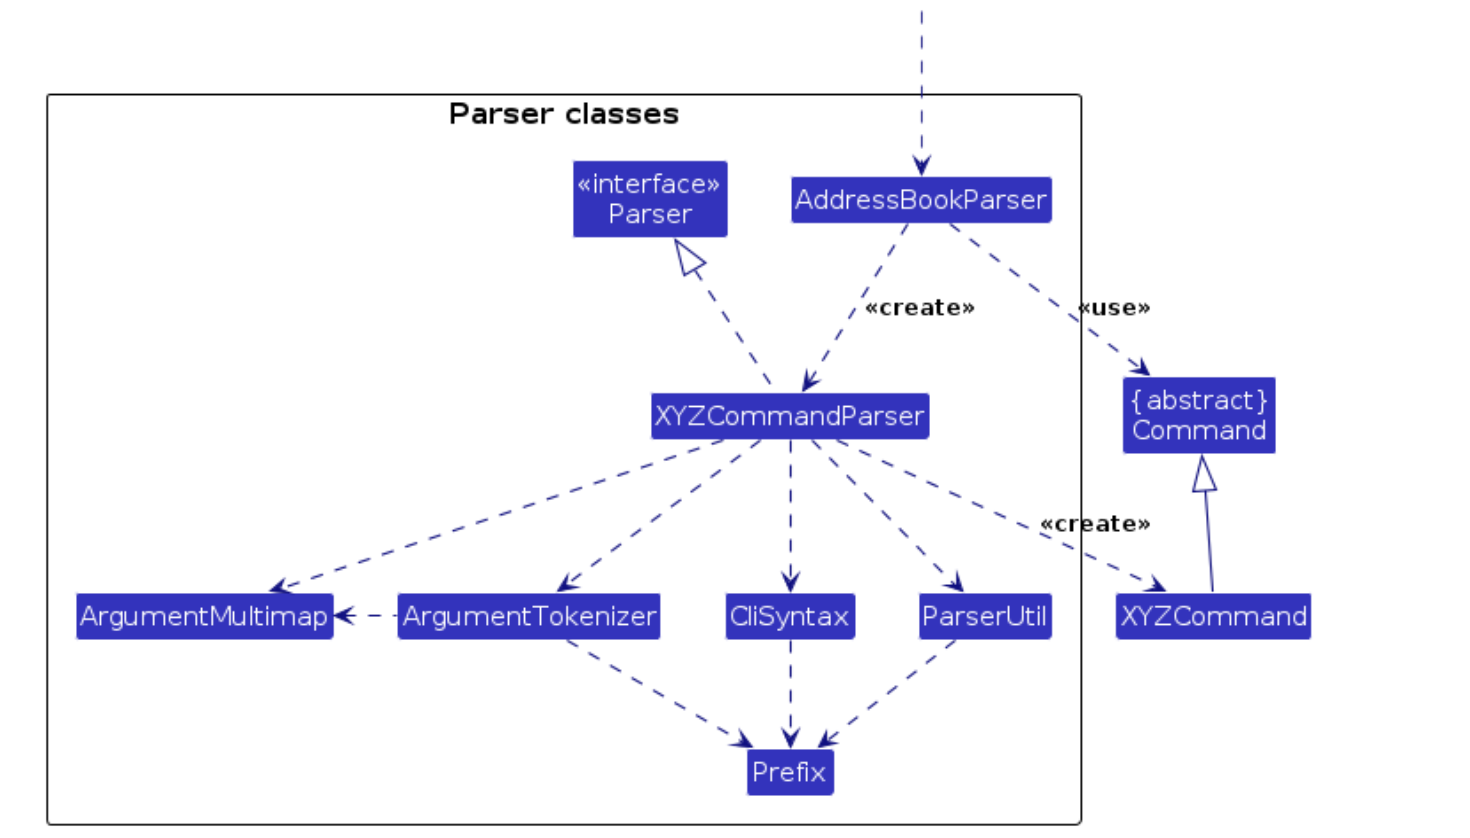 Parser classes
«interface»
Parser
AddressBookParser
«create»
«use»
{abstract}
Command
XYZCommandParser
«create»
ArgumentMultimap
ArgumentTokenizer
CliSyntax
ParserUtil
XYZCommand
Prefix